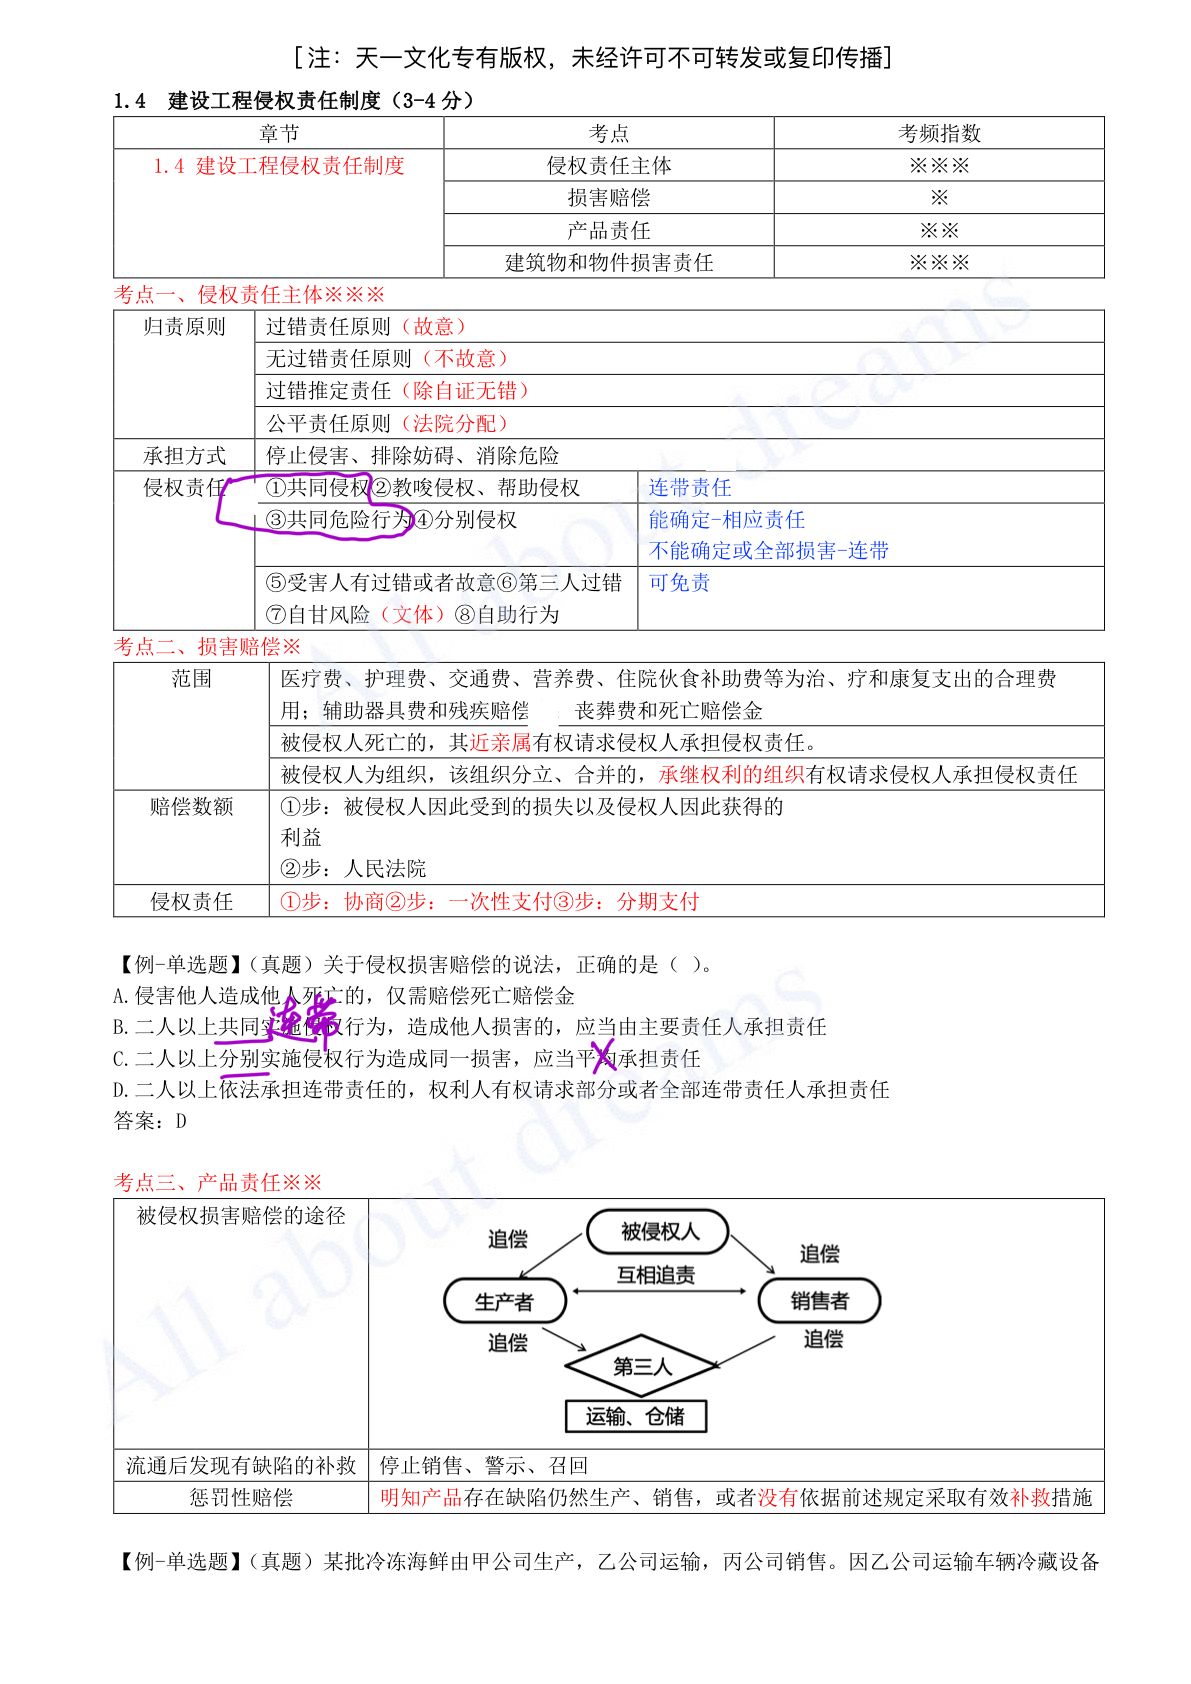 [注：天一文化专有版权，未经许可不可转发或复印传播]
1.4 建设工程侵权责任制度（3-4分）
章节 考点 考频指数
1.4 建设工程侵权责任制度 侵权责任主体 ※※※
损害赔偿 ※
产品责任 ※※
建筑物和物件损害责任 ※※※
考点一、侵权责任主体※※※
归责原则 过错责任原则（故意）
无过错责任原则（不故意）
过错推定责任（除自证无错）
公平责任原则（法院分配）
承担方式 停止侵害、排除妨碍、消除危险
侵权责任 ①共同侵权②教唆侵权、帮助侵权 连带责任
③共同危险行为④分别侵权 能确定-相应责任
不能确定或全部损害-连带
⑤受害人有过错或者故意⑥第三人过错 可免责
⑦自甘风险（文体）⑧自助行为
考点二、损害赔偿※
范围 医疗费、护理费、交通费、营养费、住院伙食补助费等为治、疗和康复支出的合理费
用；辅助器具费和残疾赔偿 丧葬费和死亡赔偿金
被侵权人死亡的，其近亲属有权请求侵权人承担侵权责任。
被侵权人为组织，该组织分立、合并的，承继权利的组织有权请求侵权人承担侵权责任
赔偿数额 ①步：被侵权人因此受到的损失以及侵权人因此获得的
利益
②步：人民法院
侵权责任 ①步：协商②步：一次性支付③步：分期支付
【例-单选题】（真题）关于侵权损害赔偿的说法，正确的是（ ）。
A.侵害他人造成他人死亡的，仅需赔偿死亡赔偿金
连带
B.二人以上共同实施侵权行为，造成他人损害的，应当由主要责任人承担责任
C.二人以上分别实施侵权行为造成同一损害，应当平均承担责任
D.二人以上依法承担连带责任的，权利人有权请求部分或者全部连带责任人承担责任
答案：D
考点三、产品责任※※
被侵权损害赔偿的途径
被侵权人
追偿 追偿
互相追责
生产者 销售者
追偿 追偿
第三人
运输、仓储
流通后发现有缺陷的补救 停止销售、警示、召回
惩罚性赔偿 明知产品存在缺陷仍然生产、销售，或者没有依据前述规定采取有效补救措施
【例-单选题】（真题）某批冷冻海鲜由甲公司生产，乙公司运输，丙公司销售。因乙公司运输车辆冷藏设备
All about dreams
All about dreams